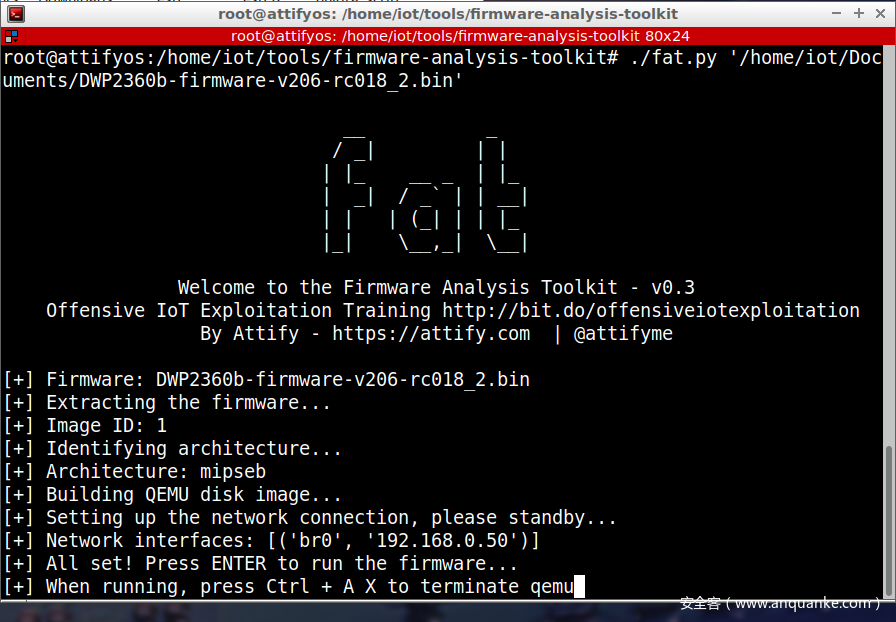 root@attifyos: /home/iot/tools/firmware-analysis-toolkit
root@attifyos: /home/iot/tools/firmware-analysis-toolkit 80x24
root@attifyos:/home/iot/tools/firmware-analysis-toolkit# ./fat.py '/home/iot/Doc
uments/DWP2360b-firmware-v206-rc018_2.bin'
fat
Welcome to the Firmware Analysis Toolkit - v0.3
Offensive IoT Exploitation Training http://bit.do/offensiveiotexploitation
By Attify - https://attify.com | @attifyme
[+] Firmware: DWP2360b-firmware-v206-rc018_2.bin
[+] Extracting the firmware...
[+] Image ID: 1
[+] Identifying architecture...
[+] Architecture: mipseb
[+] Building QEMU disk image...
[+] Setting up the network connection, please standby...
[+] Network interfaces: [('br0', '192.168.0.50')]
[+] All set! Press ENTER to run the firmware...
[+] When running, press Ctrl + A X to terminate qemu
安全客（www.anquanke.com）